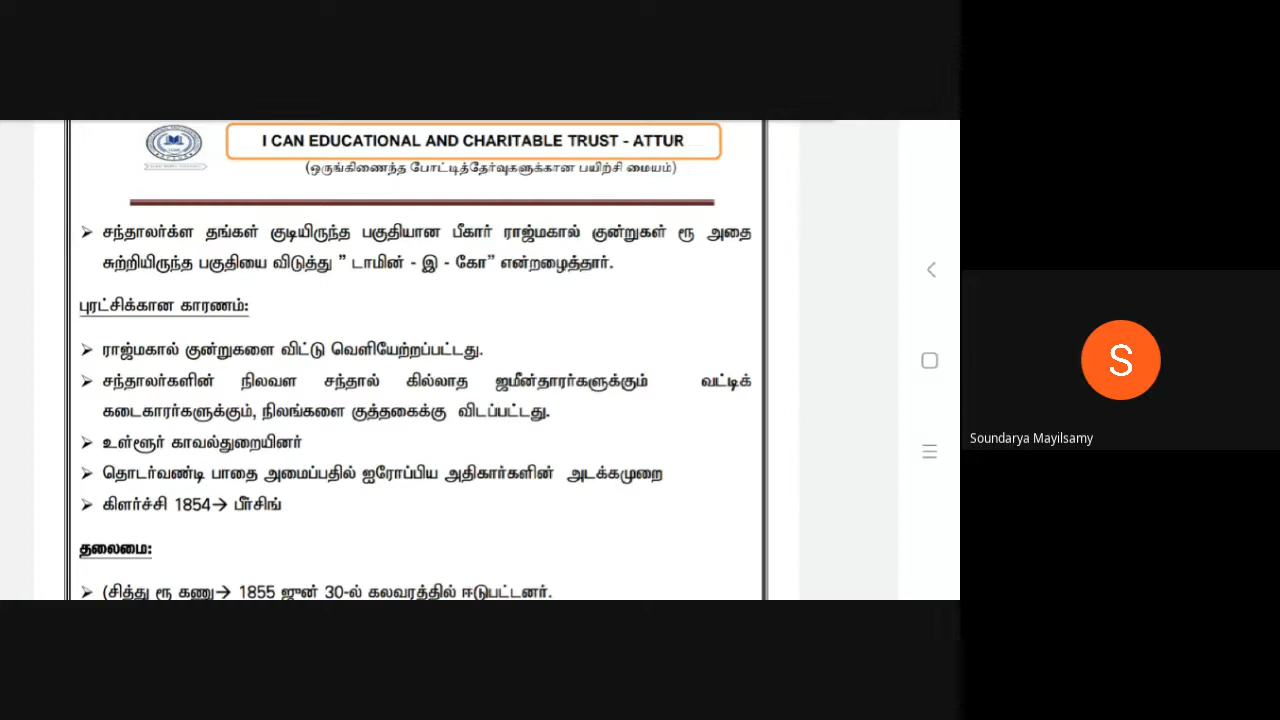 I CAN EDUCATIONAL AND CHARITABLE TRUST - ATTUR
(ஒருங்கிணைந்த போட்டித்தேர்வுகளுக்கான பயிற்சி மையம்)
➢ சந்தாலர்க்ள தங்கள் குடியிருந்த பகுதியான பீகார் ராஜ்மகால் குன்றுகள் ரூ அதை
சுற்றியிருந்த பகுதியை விடுத்து ” டாமின் - இ - கோ” என்றழைத்தார்.
புரட்சிக்கான காரணம்:
➢ ராஜ்மகால் குன்றுகளை விட்டு வெளியேற்றப்பட்டது.
➢ சந்தாலர்களின் நிலவள சந்தால் கில்லாத ஜமீன்தாரர்களுக்கும் வட்டிக்
கடைகாரர்களுக்கும், நிலங்களை குத்தகைக்கு விடப்பட்டது.
➢ உள்ளூர் காவல்துறையினர்
➢ தொடர்வண்டி பாதை அமைப்பதில் ஐரோப்பிய அதிகார்களின் அடக்கமுறை
➢ கிளர்ச்சி 1854→ பீர்சிங்
தலைமை:
➢ (சித்து ரூ கணு→ 1855 ஜுன் 30-ல் கலவரத்தில் ஈடுபட்டனர்.
S
Soundarya Mayilsamy